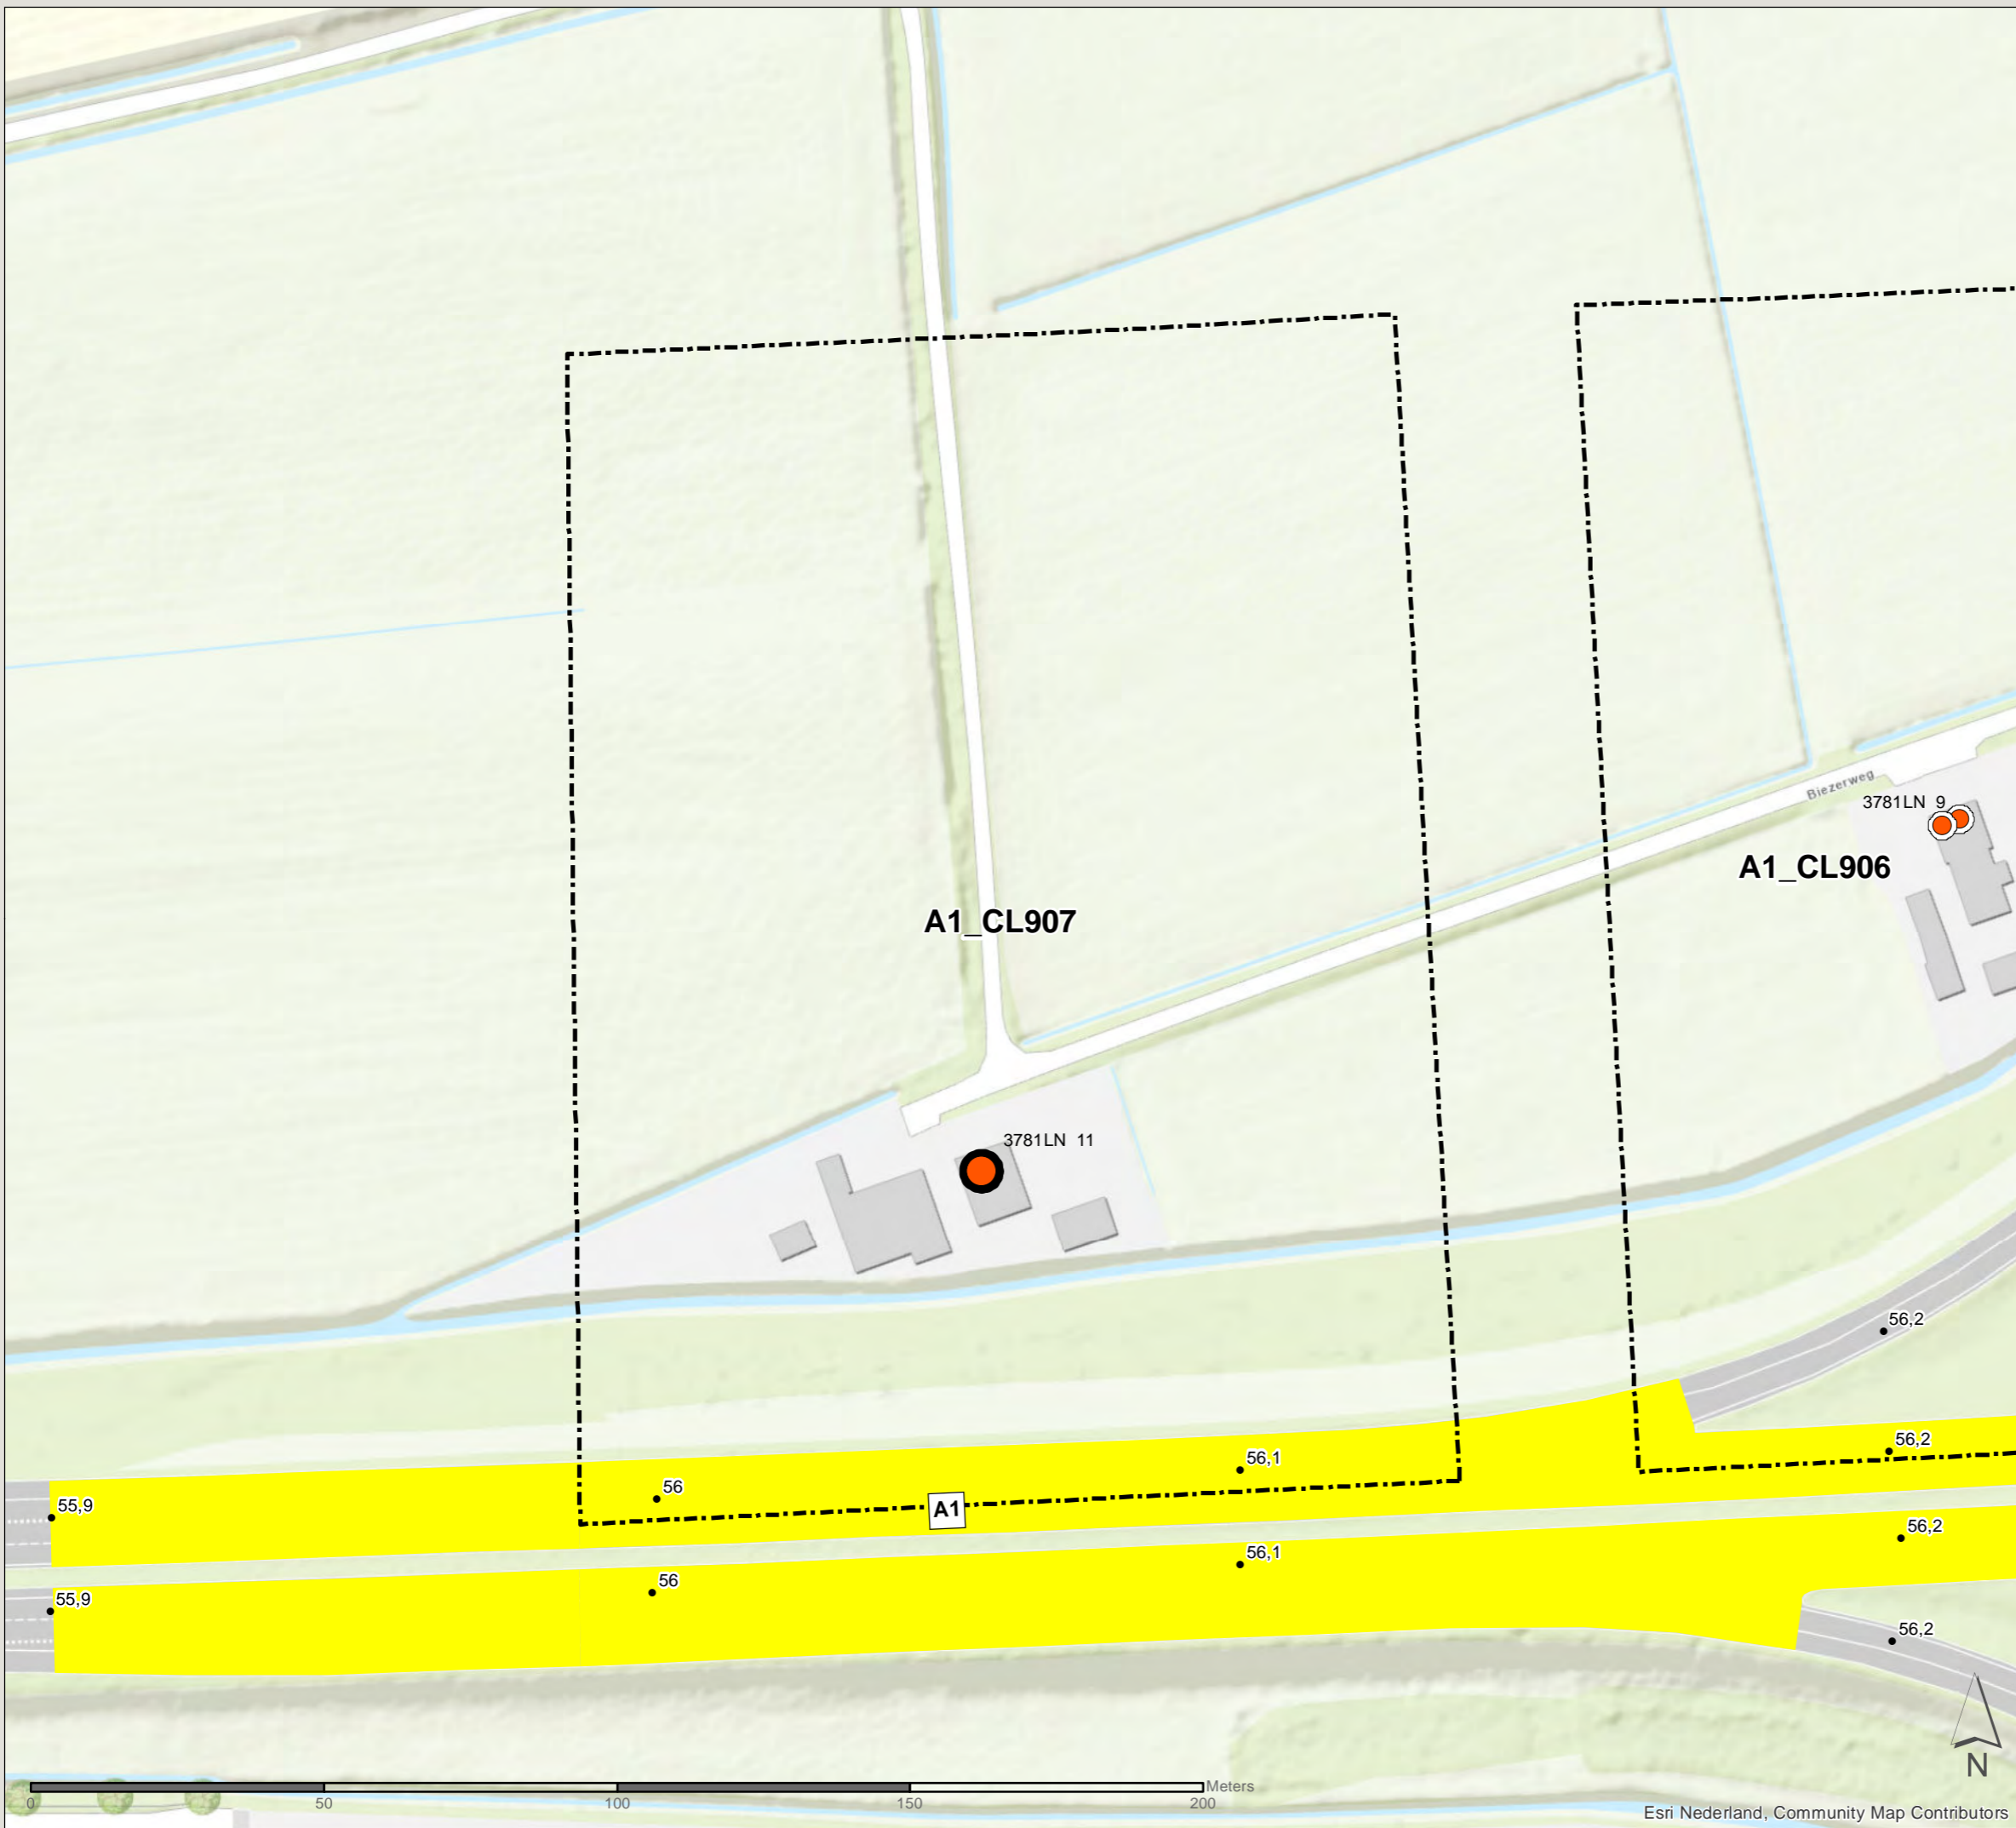 Biezerweg
3781LN 9
A1_CL906
A1_CL907
3781LN 11
56,2
56,2
56,1
56
A1
55,9
56,2
56,1
56
55,9
56,2
N
Meters
0 50 100 150 200
Esri Nederland, Community Map Contributors